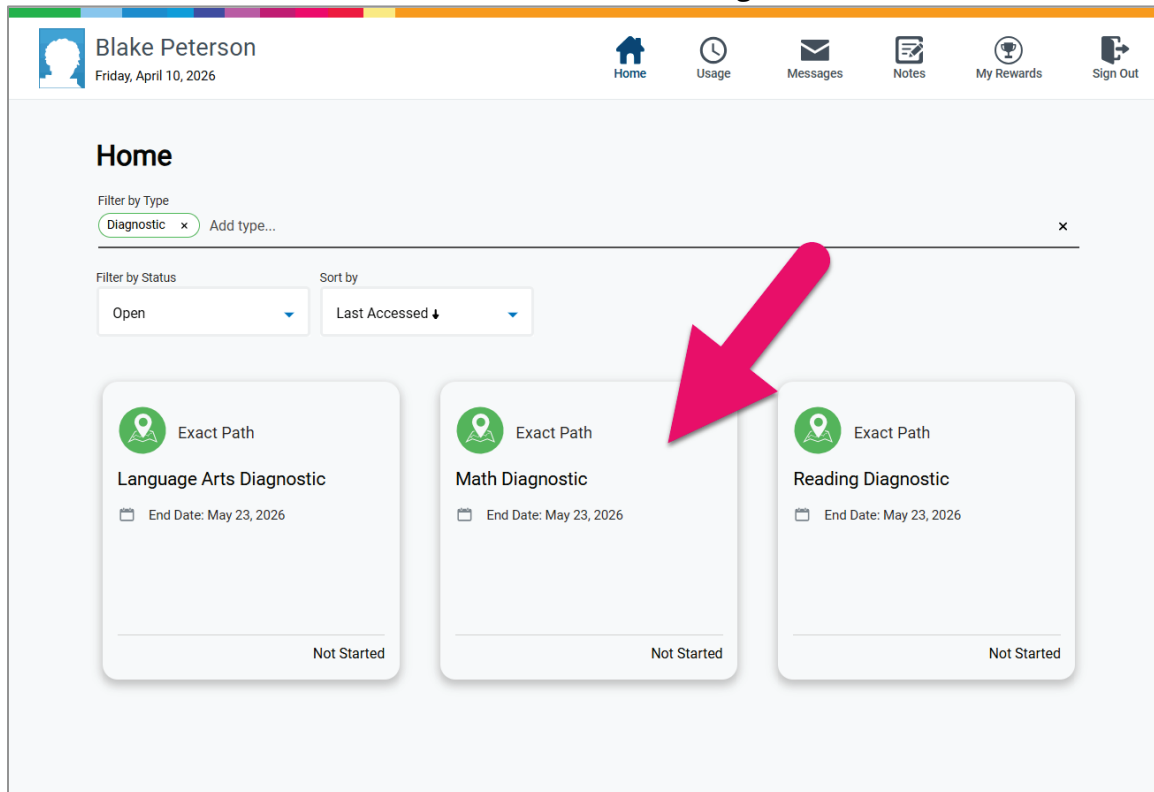 Blake Peterson
Friday, April 10, 2026
Home
Usage
Messages
Notes
My Rewards
Sign Out
Home
Filter by Type
Diagnostic × Add type... ×
Filter by Status
Sort by
Open
Last Accessed ↓
Exact Path
Language Arts Diagnostic
End Date: May 23, 2026
Not Started
Exact Path
Math Diagnostic
End Date: May 23, 2026
Not Started
Exact Path
Reading Diagnostic
End Date: May 23, 2026
Not Started